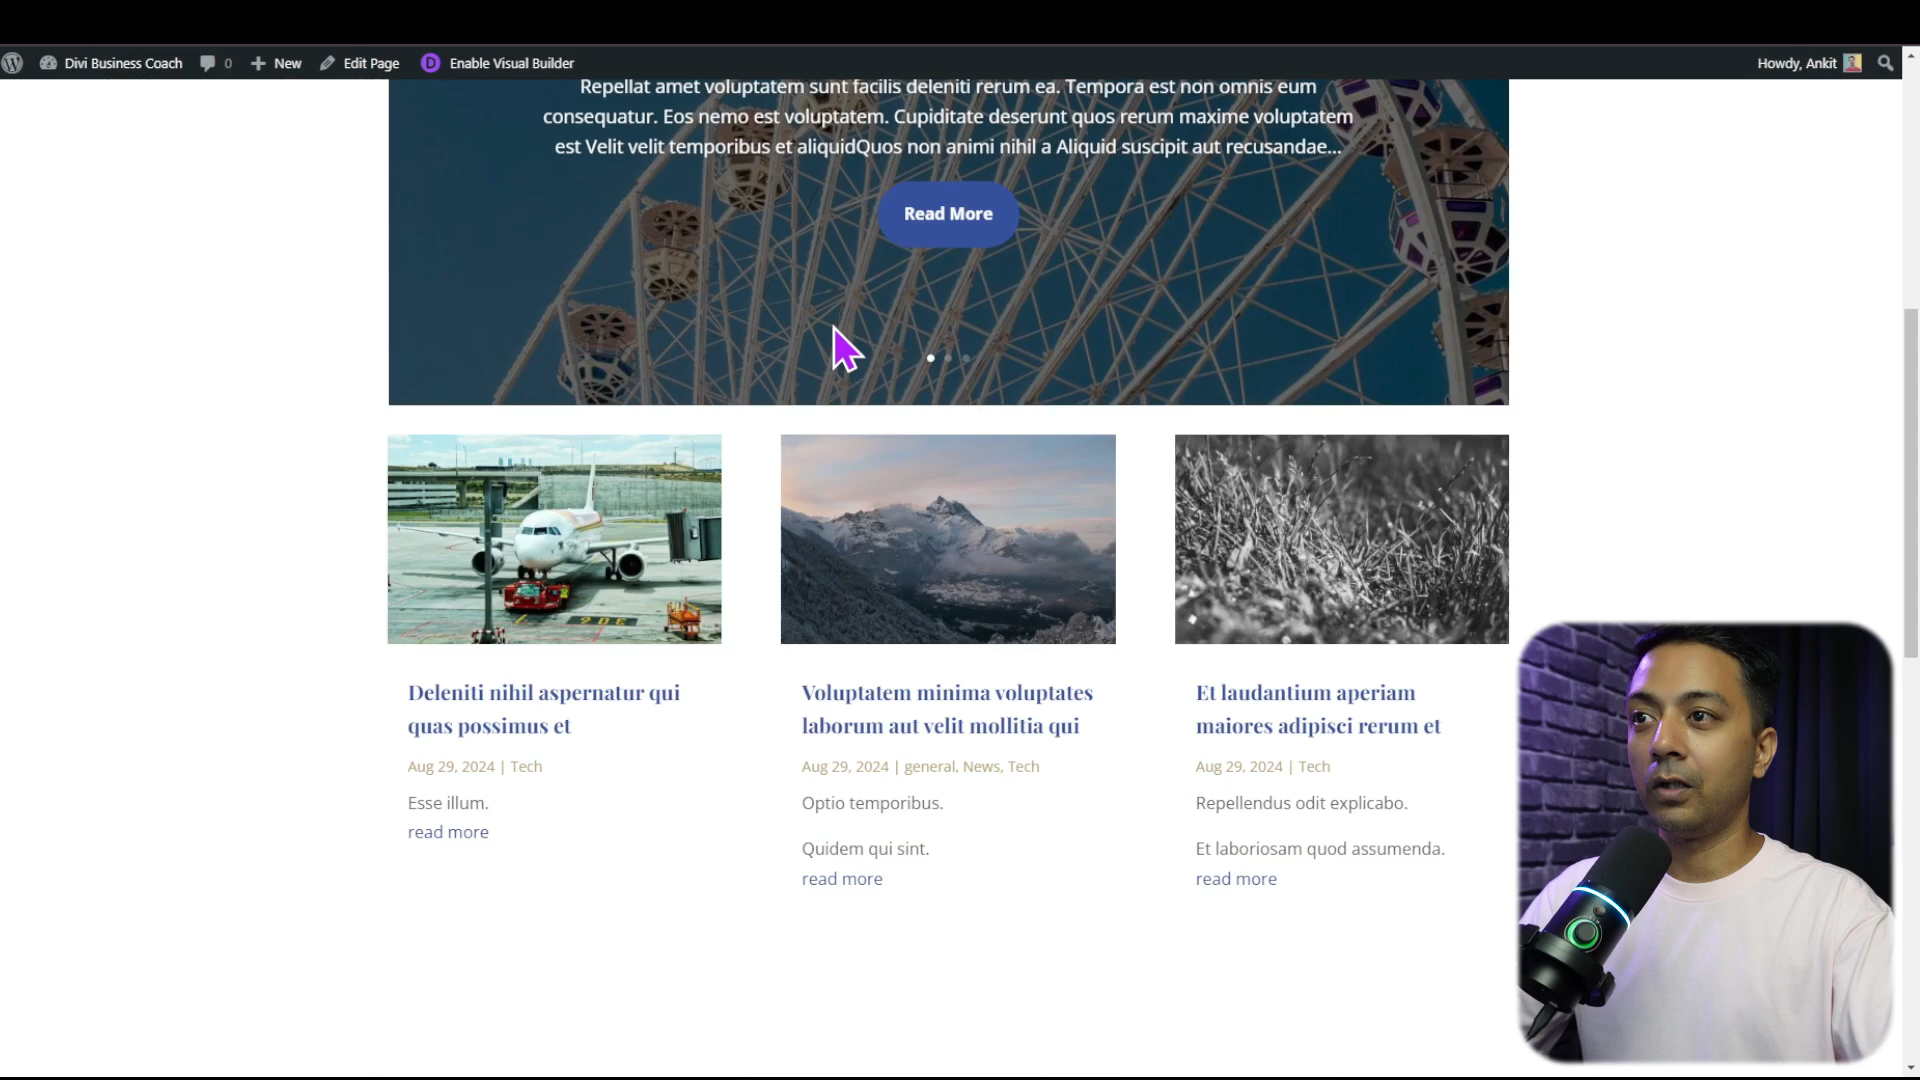 Divi Business Coach 0 New Edit Page Enable Visual Builder Howdy, Ankit
Repellat amet voluptatem sunt facilis deleniti rerum ea. Tempora est non omnis eum
consequatur. Eos nemo est voluptatem. Cupiditate deserunt quos rerum maxime voluptatem
est Velit velit temporibus et aliquidQuos non animi nihil a Aliquid suscipit aut recusandae...
Read More
Deleniti nihil aspernatur qui
quas possimus et
Aug 29, 2024 | Tech
Esse illum.
read more
Voluptatem minima voluptates
laborum aut velit mollitia qui
Aug 29, 2024 | general, News, Tech
Optio temporibus.
Quidem qui sint.
read more
Et laudantium aperiam
maiores adipisci rerum et
Aug 29, 2024 | Tech
Repellendus odit explicabo.
Et laboriosam quod assumenda.
read more